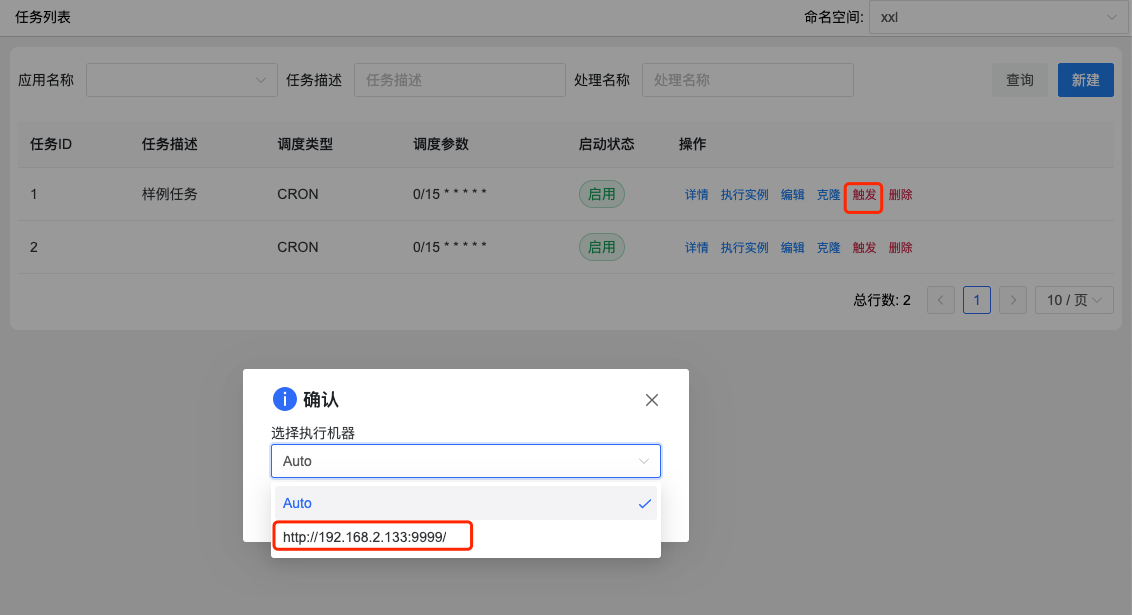 任务列表 命名空间: xxl
应用名称 任务描述 任务描述 处理名称 处理名称 查询 新建
任务ID 任务描述 调度类型 调度参数 启动状态 操作
1 样例任务 CRON 0/15 * * * * * 启用 详情 执行实例 编辑 克隆 触发 删除
2 CRON 0/15 * * * * * 启用 详情 执行实例 编辑 克隆 触发 删除
总行数: 2 1 10 / 页
确认
选择执行机器
Auto
Auto
http://192.168.2.133:9999/